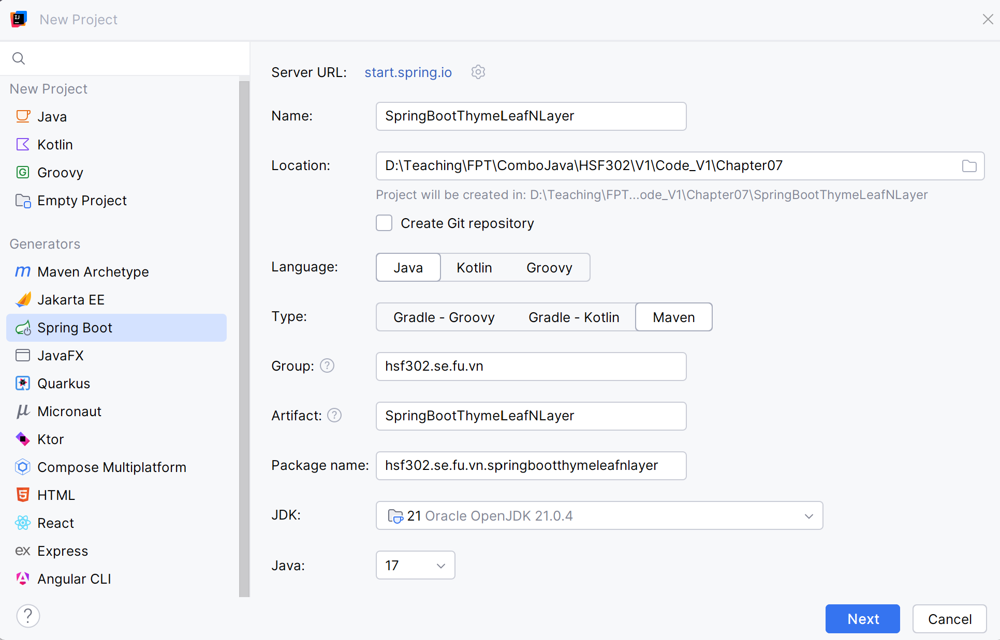 New Project
New Project
Java
Kotlin
Groovy
Empty Project
Generators
Maven Archetype
Jakarta EE
Spring Boot
JavaFX
Quarkus
Micronaut
Ktor
Compose Multiplatform
HTML
React
Express
Angular CLI
Server URL: start.spring.io
Name: SpringBootThymeLeafNLayer
Location: D:\Teaching\FPT\ComboJava\HSF302\V1\Code_V1\Chapter07
Project will be created in: D:\Teaching\FPT...ode_V1\Chapter07\SpringBootThymeLeafNLayer
Create Git repository
Language: Java Kotlin Groovy
Type: Gradle - Groovy Gradle - Kotlin Maven
Group: ? hsf302.se.fu.vn
Artifact: ? SpringBootThymeLeafNLayer
Package name: hsf302.se.fu.vn.springbootthymeleafnlayer
JDK: 21 Oracle OpenJDK 21.0.4
Java: 17
? Next Cancel